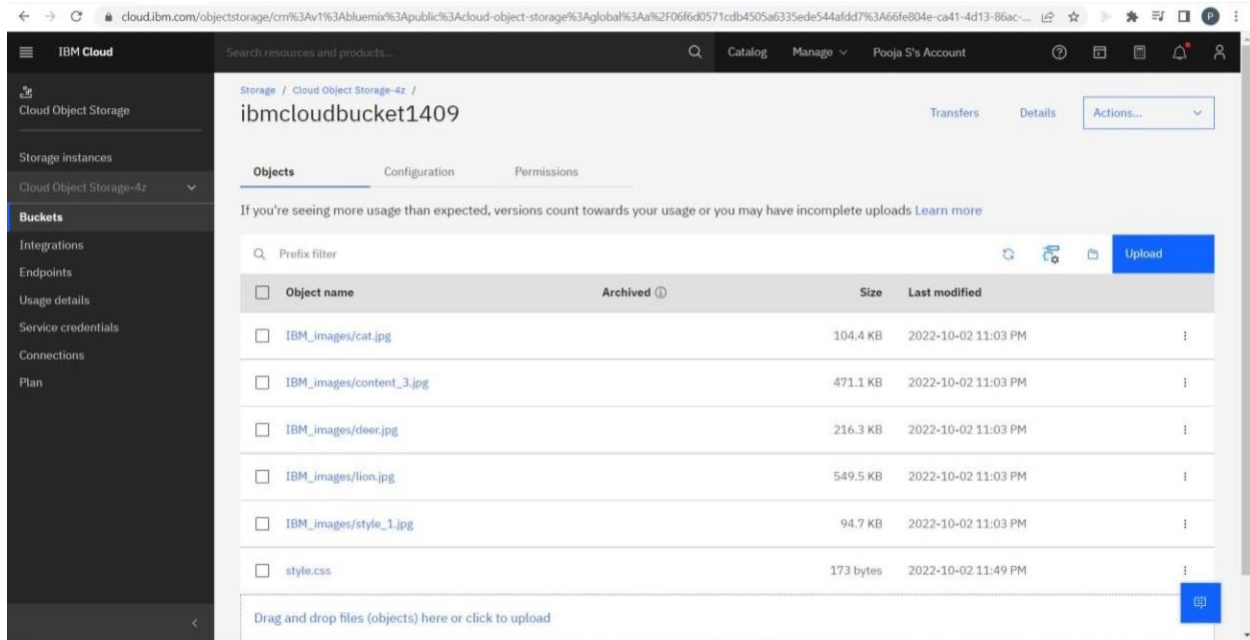 cloud.ibm.com/objectstorage/crn%3Av1%3Abluemix%3Apublic%3Acloud-object-storage%3Aglobal%3Aa%2F06f6d0571cdb4505a6335ede544afdd7%3A66fe804e-ca41-4d13-86ac-...
P
IBM Cloud
Search resources and products...
Catalog
Manage
Pooja S's Account
Cloud Object Storage
Storage instances
Cloud Object Storage-4z
Buckets
Integrations
Endpoints
Usage details
Service credentials
Connections
Plan
Storage / Cloud Object Storage-4z /
ibmcloudbucket1409
Transfers
Details
Actions...
Objects Configuration Permissions
If you're seeing more usage than expected, versions count towards your usage or you may have incomplete uploads Learn more
Prefix filter
Upload
Object name Archived Size Last modified
IBM_images/cat.jpg 104.4 KB 2022-10-02 11:03 PM
IBM_images/content_3.jpg 471.1 KB 2022-10-02 11:03 PM
IBM_images/deer.jpg 216.3 KB 2022-10-02 11:03 PM
IBM_images/lion.jpg 549.5 KB 2022-10-02 11:03 PM
IBM_images/style_1.jpg 94.7 KB 2022-10-02 11:03 PM
style.css 173 bytes 2022-10-02 11:49 PM
Drag and drop files (objects) here or click to upload